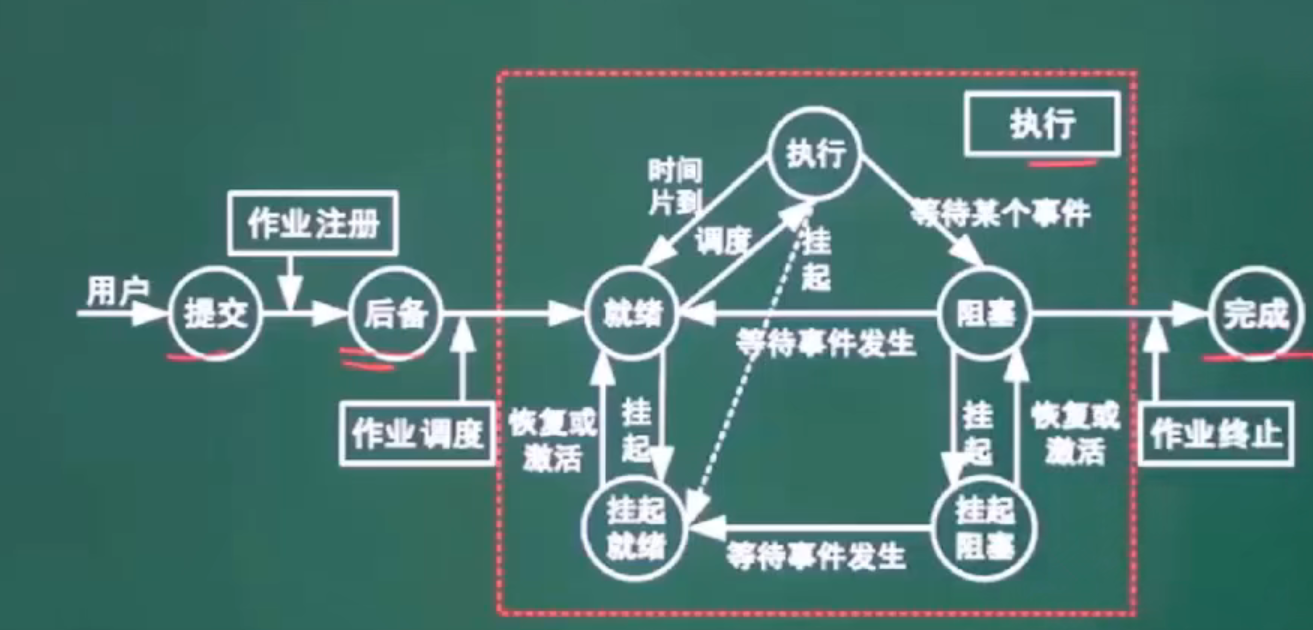 执行
执行
时间
片到
等待某个事件
作业注册
调度
挂
起
用户
提交
后备
就绪
阻塞
完成
等待事件发生
作业调度
恢复或
激活
挂
起
挂
起
恢复或
激活
作业终止
挂起
就绪
挂起
阻塞
等待事件发生